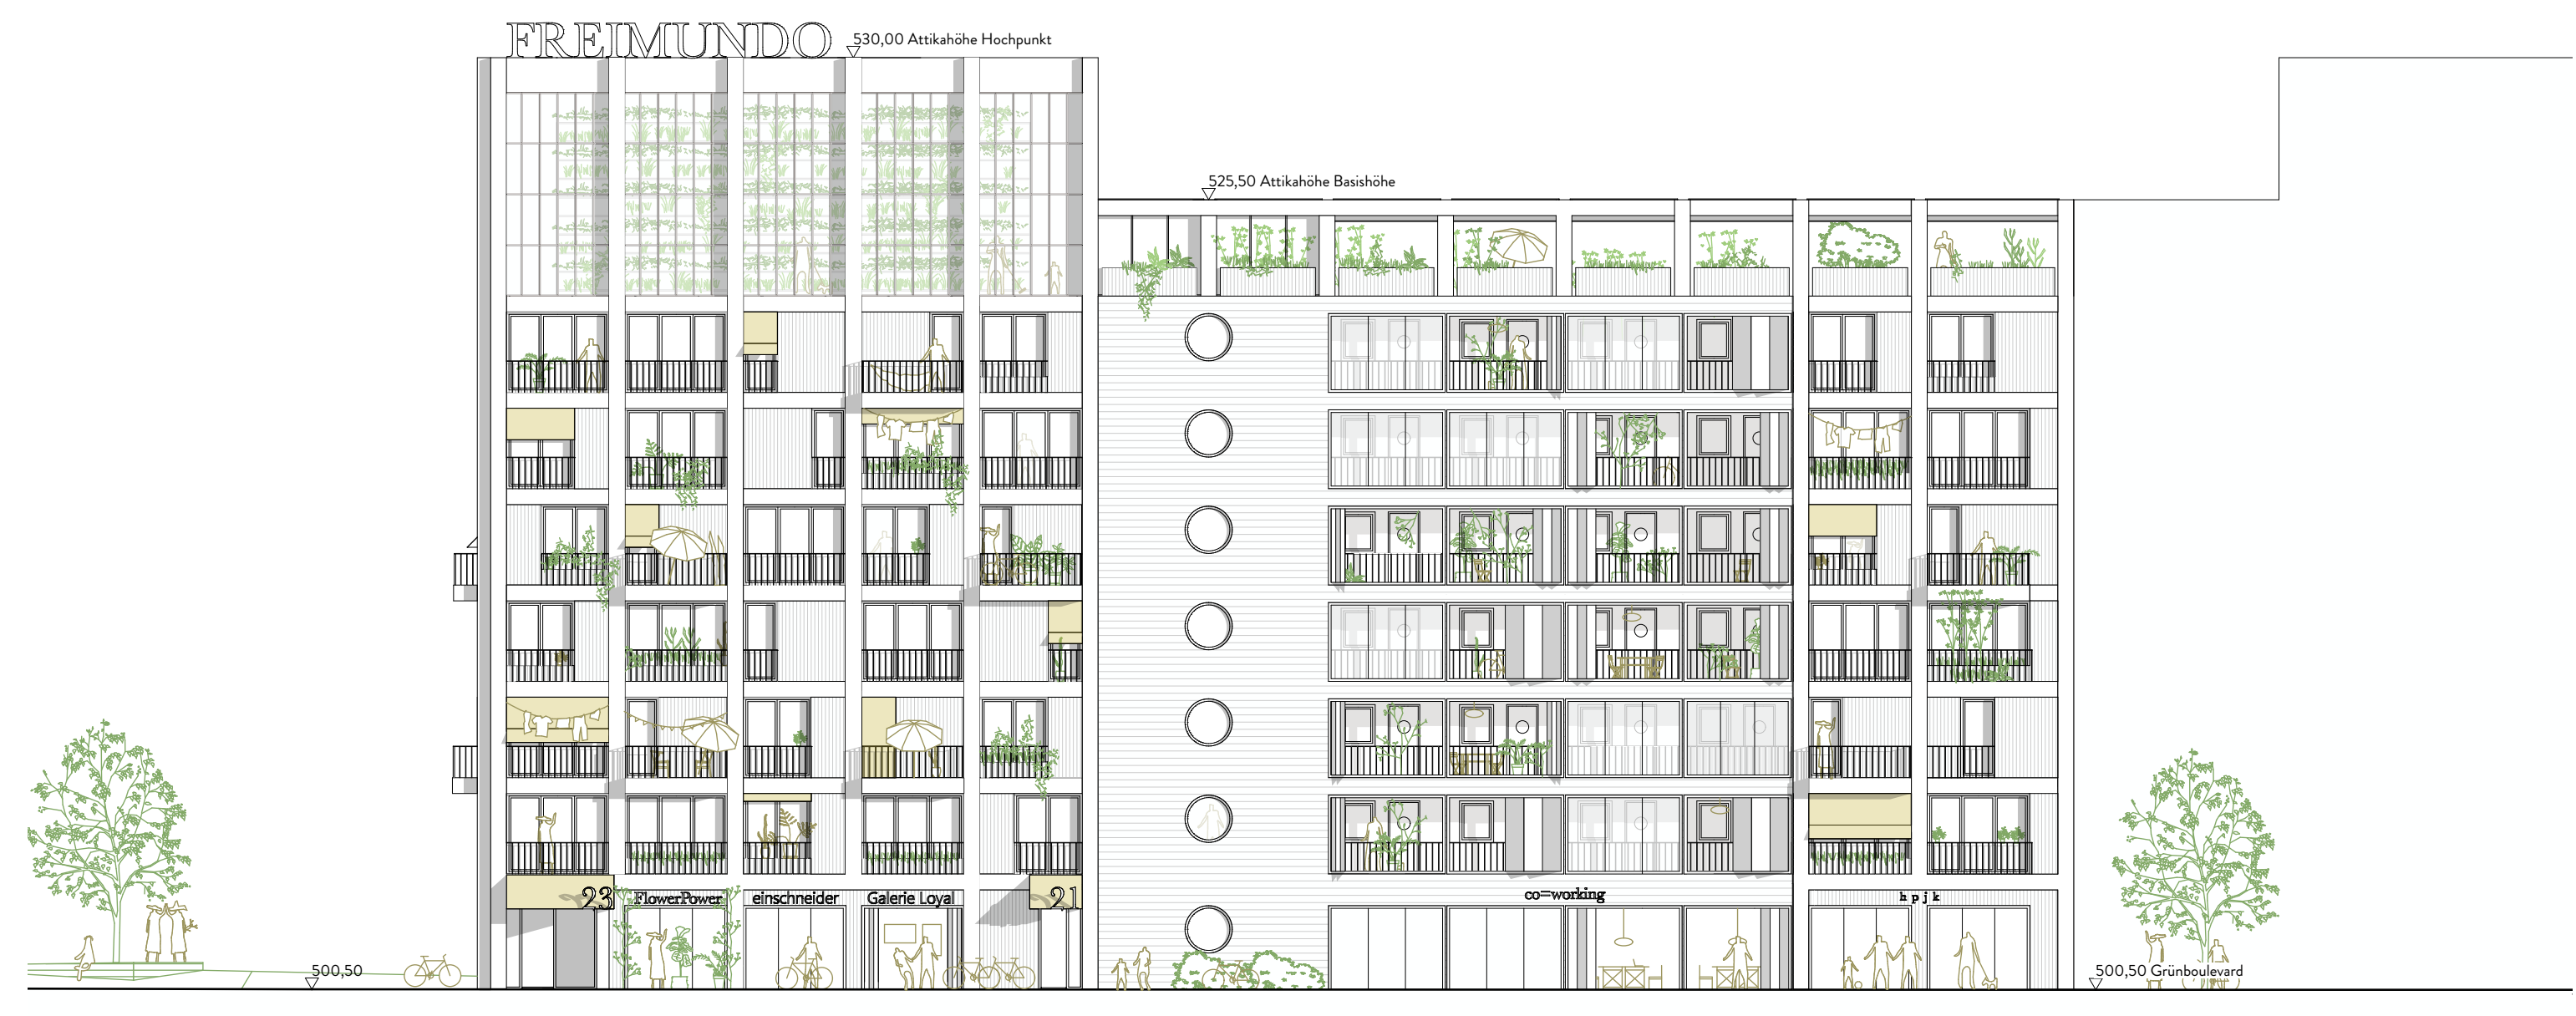 FREIMUNDO
530,00 Attikahöhe Hochpunkt
525,50 Attikahöhe Basishöhe
23
FlowerPower
einschneider
Galerie Loyal
21
co=working
hpjk
500,50
500,50 Grünboulevard